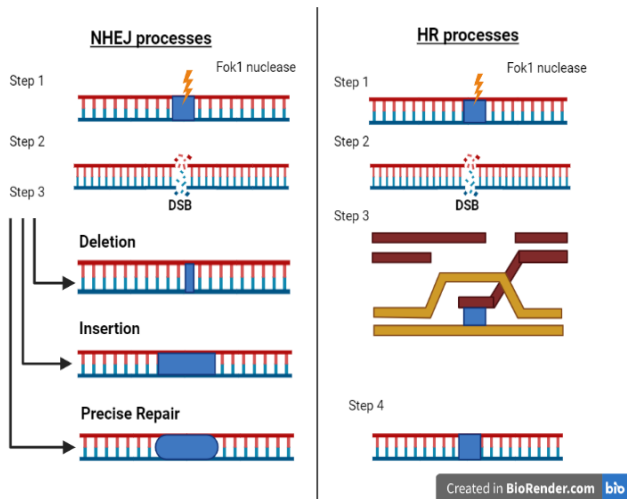 NHEJ processes
Step 1
Fok1 nuclease
Step 2
DSB
Step 3
Deletion
Insertion
Precise Repair
HR processes
Step 1
Fok1 nuclease
Step 2
DSB
Step 3
Step 4
Created in BioRender.com bio